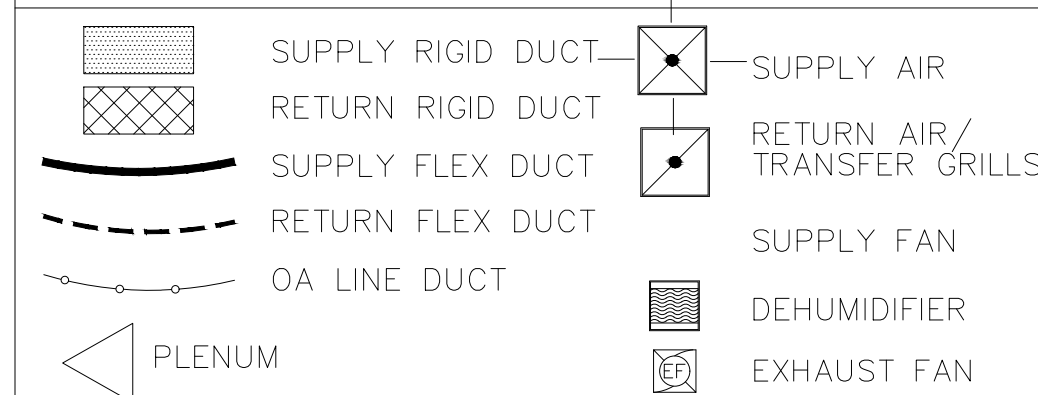 SUPPLY RIGID DUCT
RETURN RIGID DUCT
SUPPLY FLEX DUCT
RETURN FLEX DUCT
OA LINE DUCT
PLENUM
SUPPLY AIR
RETURN AIR/
TRANSFER GRILLS
SUPPLY FAN
DEHUMIDIFIER
EF
EXHAUST FAN